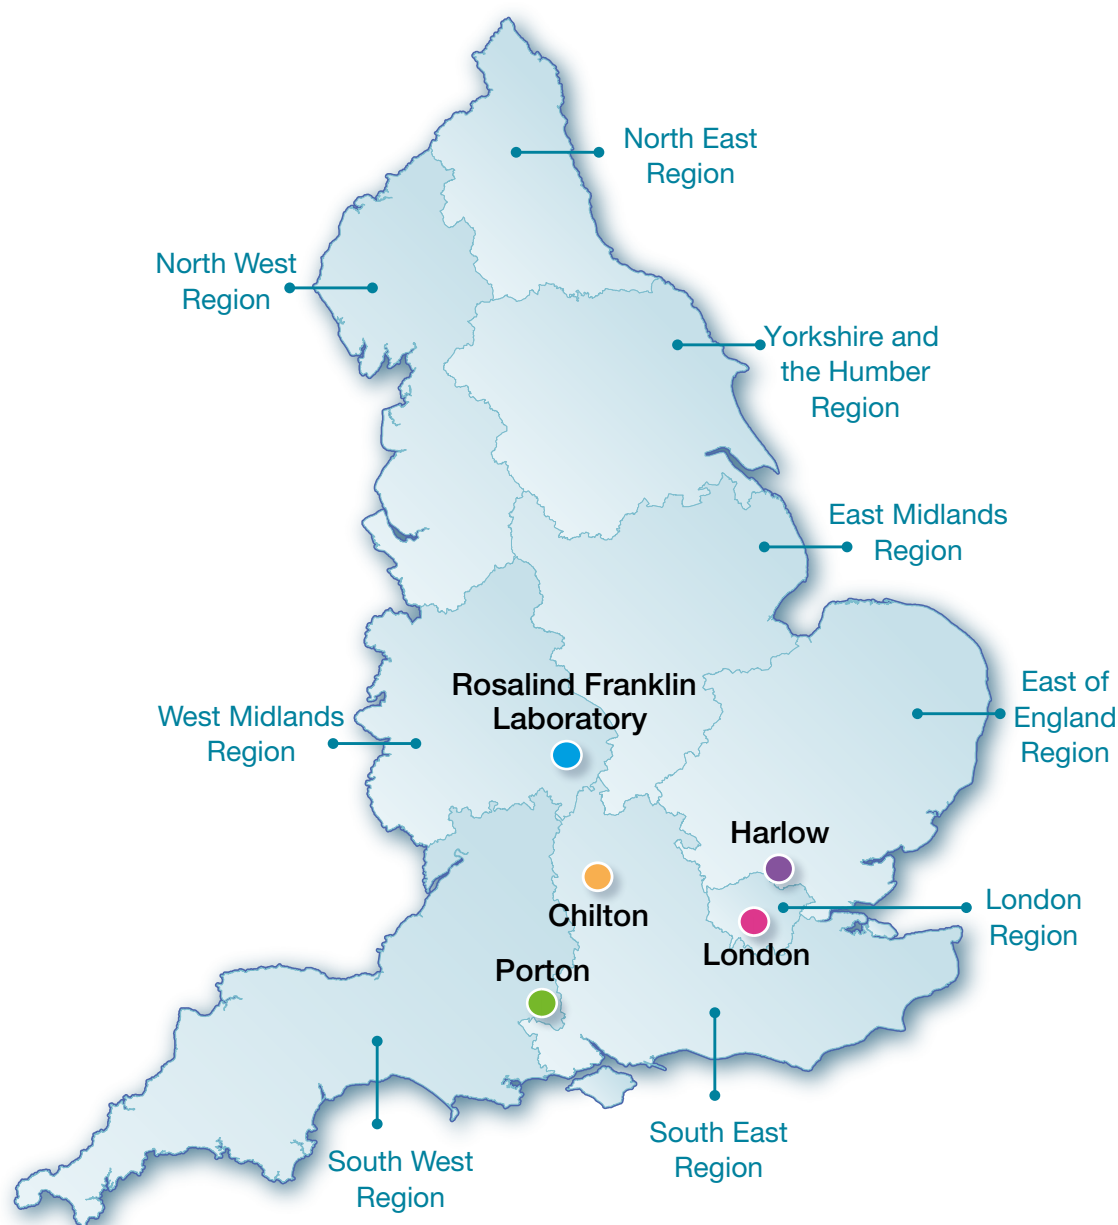 North East
Region
North West
Region
Yorkshire and
the Humber
Region
East Midlands
Region
Rosalind Franklin
Laboratory
East of
England
Region
West Midlands
Region
Harlow
Chilton
London
Region
London
Porton
South East
Region
South West
Region